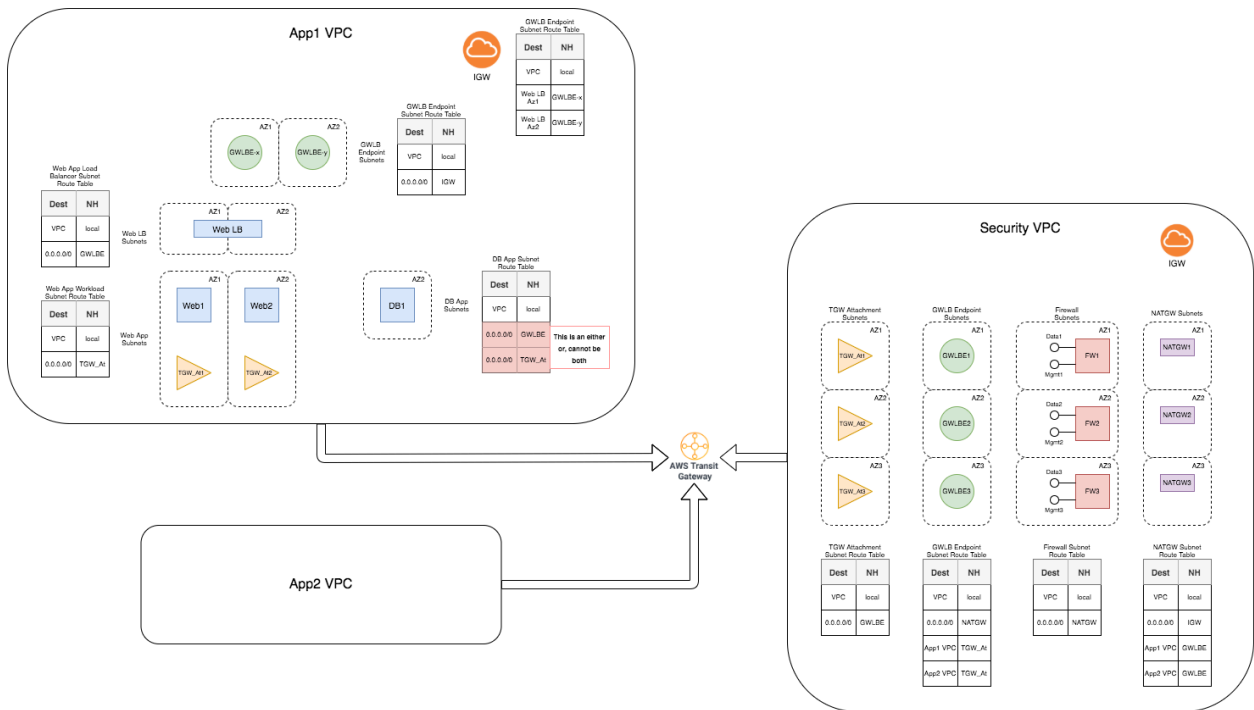 App1 VPC
IGW
GWLB Endpoint
Subnet Route Table
Dest NH
VPC local
Web LB
Az1
GWLBE-x
Web LB
Az2
GWLBE-y
AZ1
GWLBE-x
AZ2
GWLBE-y
GWLB
Endpoint
Subnets
GWLB Endpoint
Subnet Route Table
Dest NH
VPC local
0.0.0.0/0 IGW
Web App Load
Balancer Subnet
Route Table
Dest NH
VPC local
0.0.0.0/0 GWLBE
Web LB
Subnets
AZ1
AZ2
Web LB
Web App Workload
Subnet Route Table
Dest NH
VPC local
0.0.0.0/0 TGW_At
Web App
Subnets
AZ1
Web1
TGW_At1
AZ2
Web2
TGW_At2
AZ2
DB1
DB App
Subnets
DB App Subnet
Route Table
Dest NH
VPC local
0.0.0.0/0 GWLBE
0.0.0.0/0 TGW_At
This is an either
or, cannot be
both
AWS Transit
Gateway
App2 VPC
Security VPC
IGW
TGW Attachment
Subnets
AZ1
TGW_At1
AZ2
TGW_At2
AZ3
TGW_At3
GWLB Endpoint
Subnets
AZ1
GWLBE1
AZ2
GWLBE2
AZ3
GWLBE3
Firewall
Subnets
AZ1
Data1
Mgmt1
FW1
AZ2
Data2
Mgmt2
FW2
AZ3
Data3
Mgmt3
FW3
NATGW Subnets
AZ1
NATGW1
AZ2
NATGW2
AZ3
NATGW3
TGW Attachment
Subnet Route Table
Dest NH
VPC local
0.0.0.0/0 GWLBE
GWLB Endpoint
Subnet Route Table
Dest NH
VPC local
0.0.0.0/0 NATGW
App1 VPC TGW_At
App2 VPC TGW_At
Firewall Subnet
Route Table
Dest NH
VPC local
0.0.0.0/0 NATGW
NATGW Subnet
Route Table
Dest NH
VPC local
0.0.0.0/0 IGW
App1 VPC GWLBE
App2 VPC GWLBE